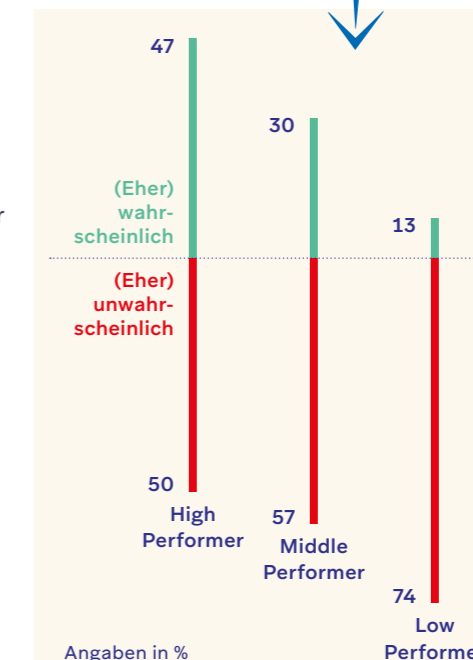 47
30
13
(Eher)
wahr-
scheinlich
(Eher)
unwahr-
scheinlich
50
High
Performer
57
Middle
Performer
74
Low
Performe
Angaben in %
r